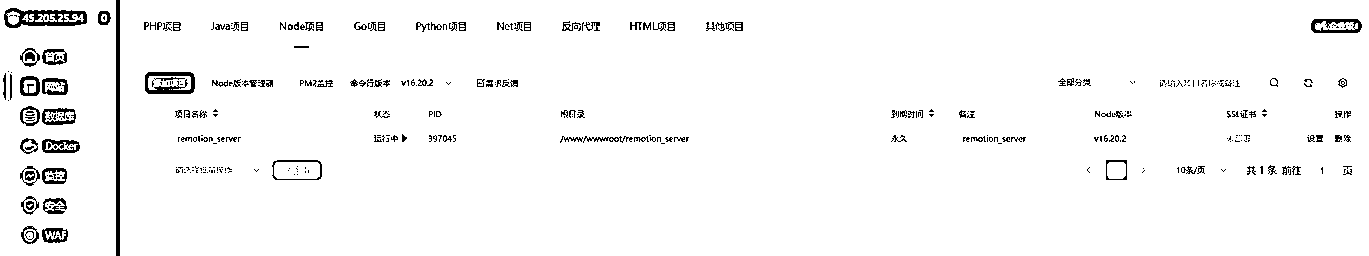 45.205.25.94 0
首页
网站
数据库
Docker
监控
安全
WAF
PHP项目 Java项目 Node项目 Go项目 Python项目 Net项目 反向代理 HTML项目 其他项目 企业版
添加项目 Node版本管理器 PM2监控 命令行版本 v16.20.2 需求反馈 全部分类 请输入项目名称或备注
项目名称 状态 PID 根目录 到期时间 备注 Node版本 SSL证书 操作
remotion_server 运行中 397045 /www/wwwroot/remotion_server 永久 remotion_server v16.20.2 未部署 设置 删除
请选择批量操作 10条/页 共 1 条 前往 1 页